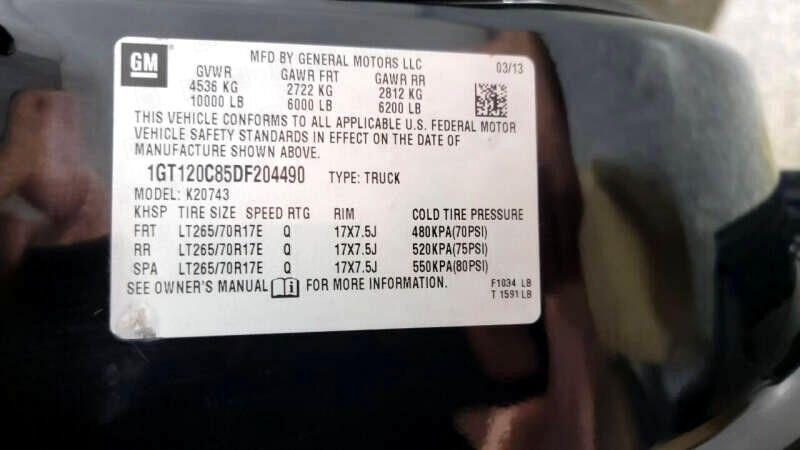 GM
MFD BY GENERAL MOTORS LLC
03/13
GVWR GAWR FRT GAWR RR
4536 KG 2722 KG 2812 KG
10000 LB 6000 LB 6200 LB
THIS VEHICLE CONFORMS TO ALL APPLICABLE U.S. FEDERAL MOTOR
VEHICLE SAFETY STANDARDS IN EFFECT ON THE DATE OF
MANUFACTURE SHOWN ABOVE.
1GT120C85DF204490 TYPE: TRUCK
MODEL: K20743
KHSP TIRE SIZE SPEED RTG RIM COLD TIRE PRESSURE
FRT LT265/70R17E Q 17X7.5J 480KPA(70PSI)
RR LT265/70R17E Q 17X7.5J 520KPA(75PSI)
SPA LT265/70R17E Q 17X7.5J 550KPA(80PSI)
SEE OWNER'S MANUAL FOR MORE INFORMATION.
F1034 LB
T 1591 LB